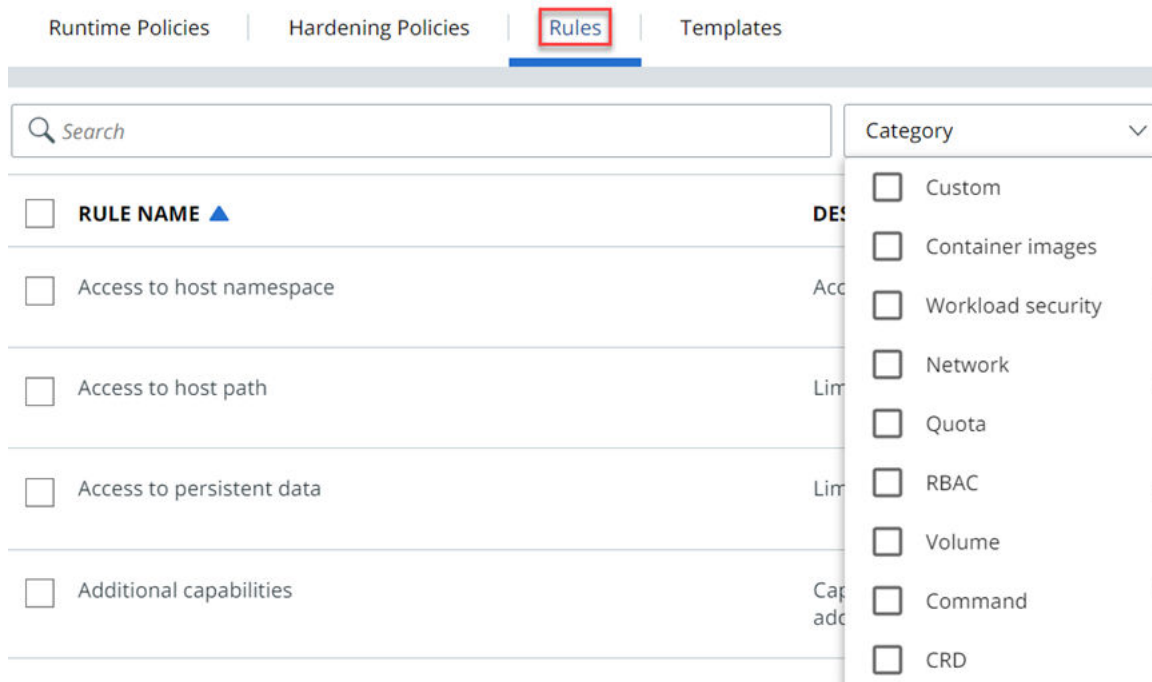 Runtime Policies Hardening Policies Rules Templates
Search Category
Custom
RULE NAME
Container images
Access to host namespace
Workload security
Network
Access to host path
Quota
Access to persistent data
RBAC
Volume
Additional capabilities
Command
CRD